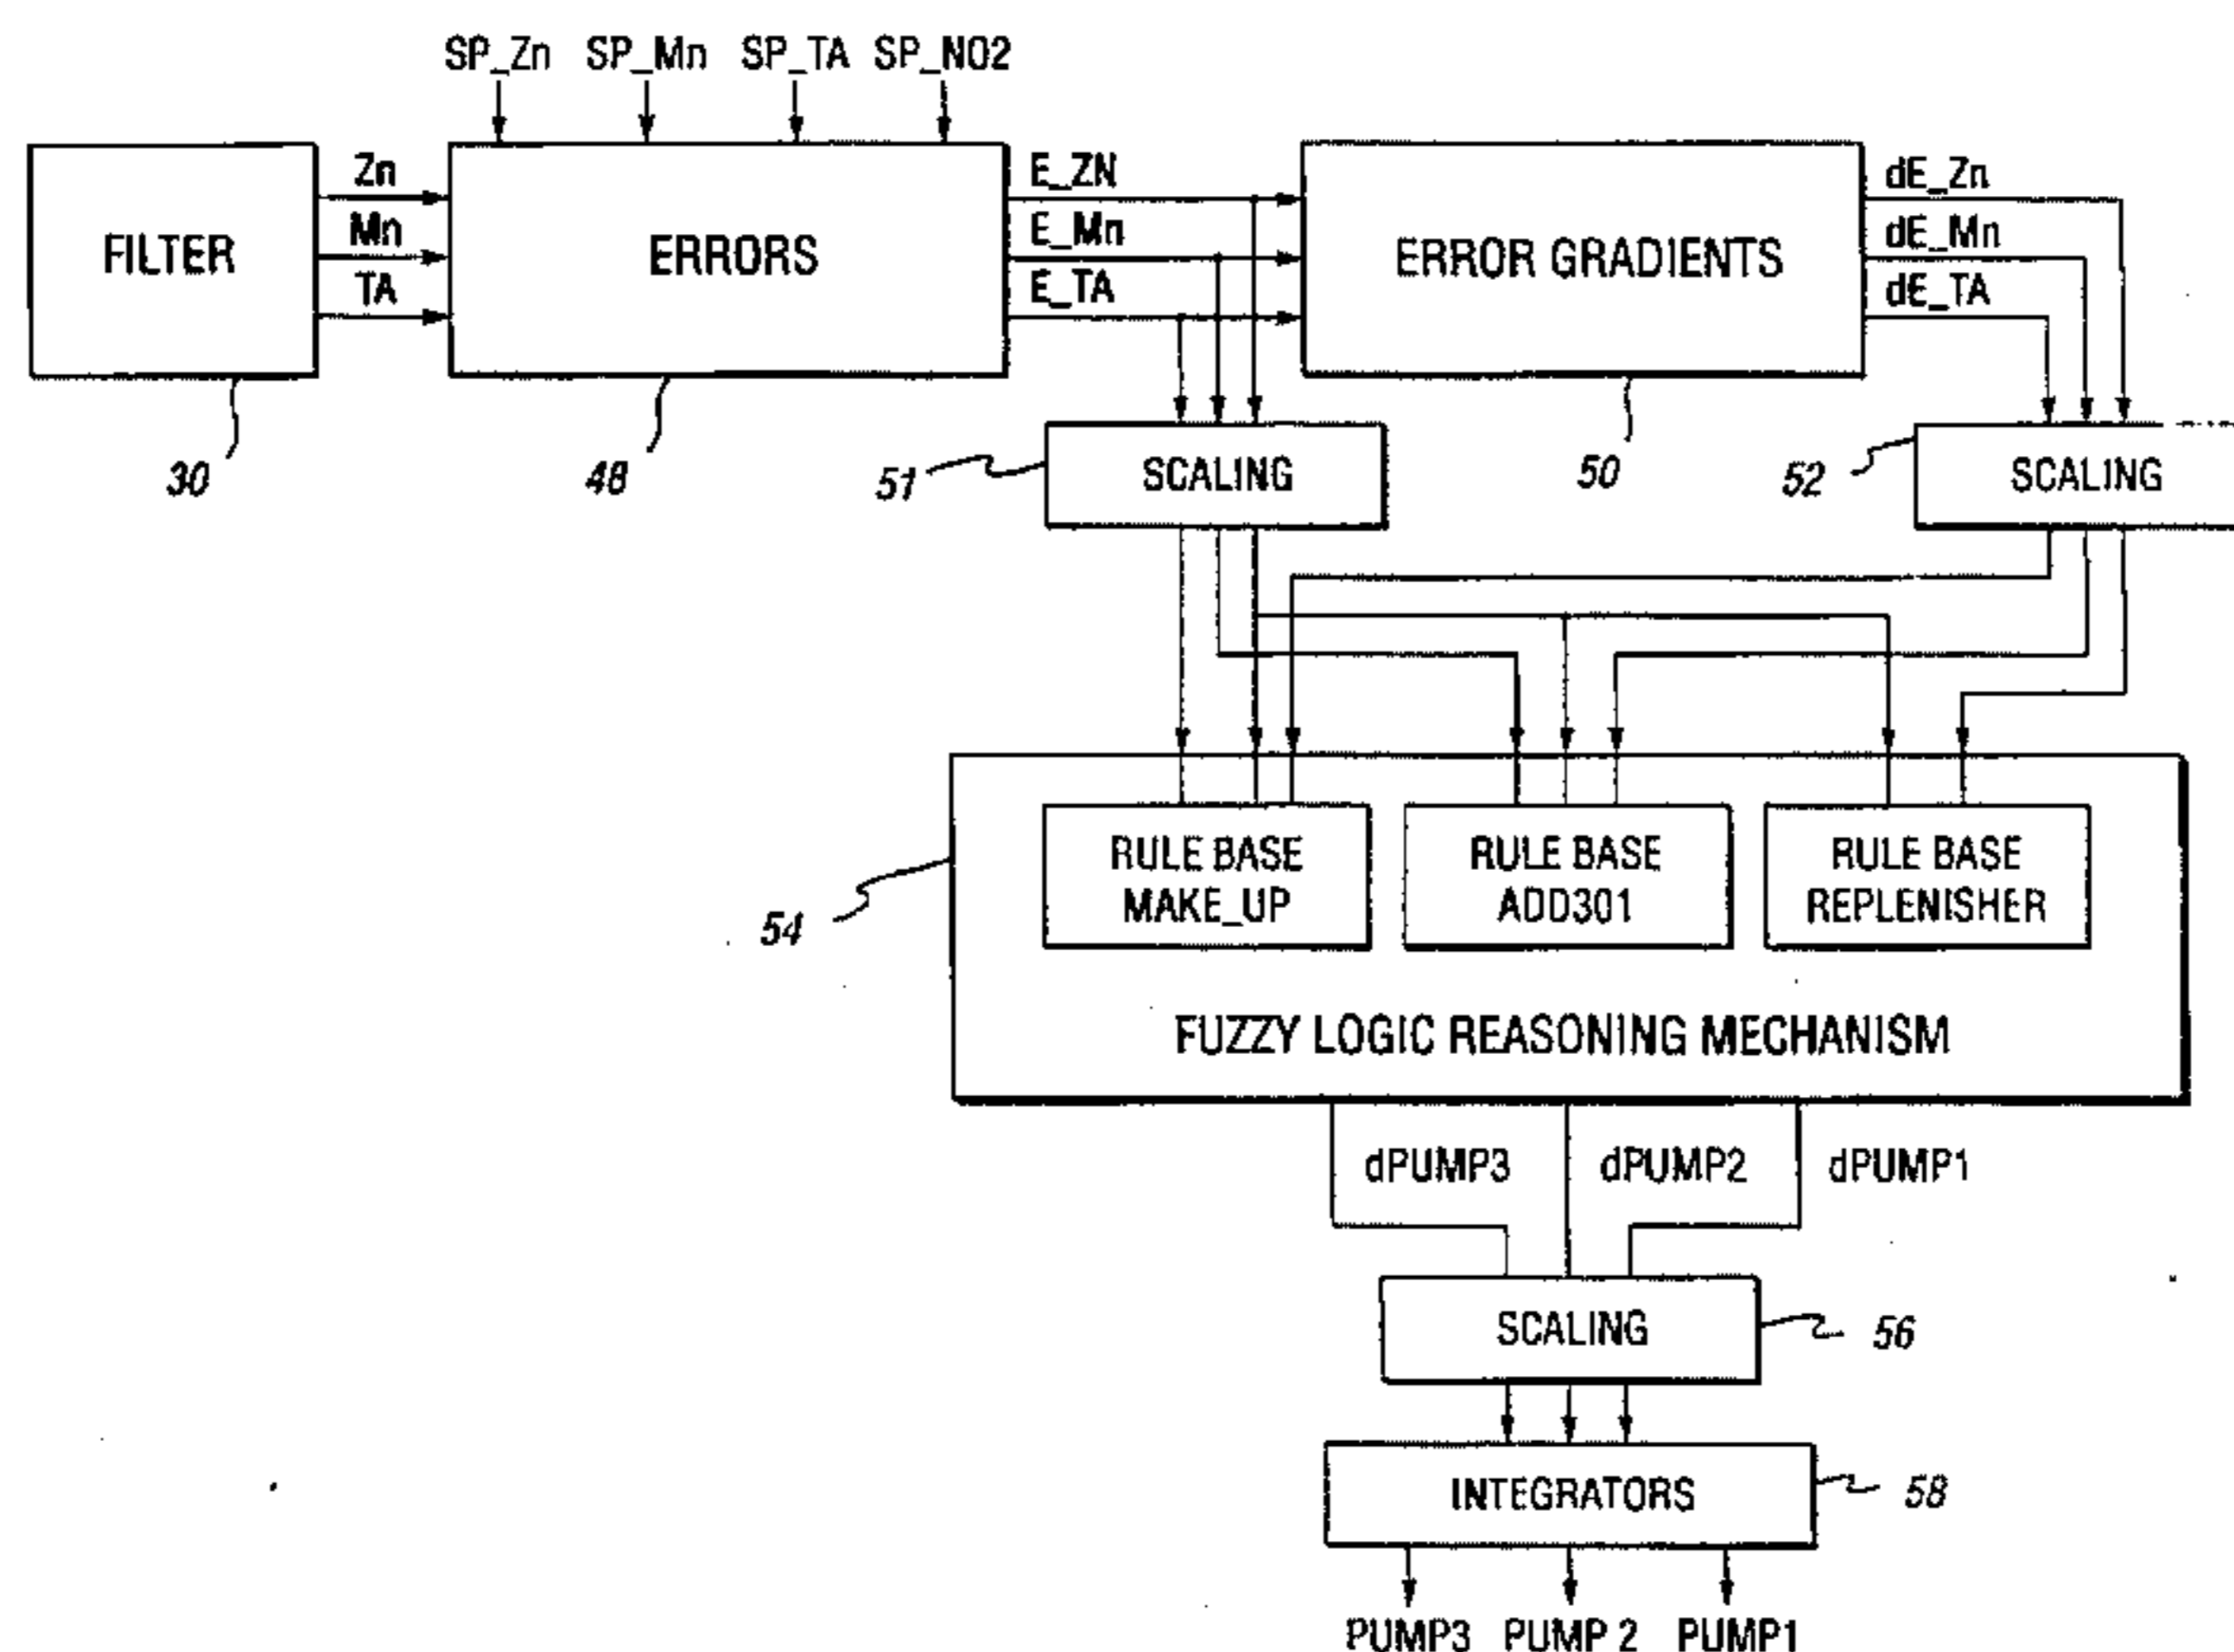 SP_Zn SP_Mn SP_TA SP_NO2
FILTER
Zn
Mn
TA
ERRORS
E_ZN
E_Mn
E_TA
ERROR GRADIENTS
dE_Zn
dE_Mn
dE_TA
30
48
51
SCALING
50
52
SCALING
54
RULE BASE
MAKE_UP
RULE BASE
ADD301
RULE BASE
REPLENISHER
FUZZY LOGIC REASONING MECHANISM
dPUMP3 dPUMP2 dPUMP1
SCALING
56
INTEGRATORS
58
PUMP3 PUMP 2 PUMP1